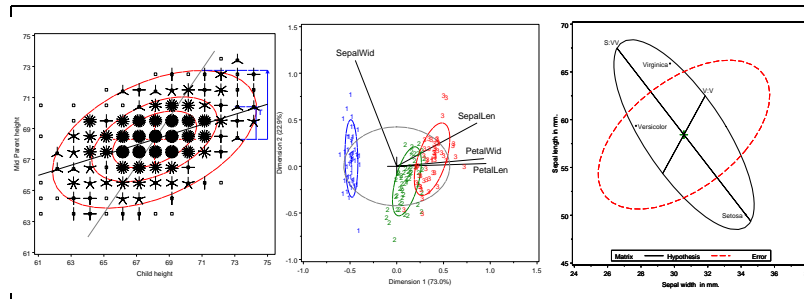 Mid Parent height
75
73
71
69
67
65
63
61
61 63 65 67 69 71 73 75
Child height
Dimension 2 (22.9%)
1.5
1.0
0.5
0.0
-0.5
-1.0
SepalWid
SepalLen
PetalWid
PetalLen
-1.0 -0.5 0.0 0.5 1.0 1.5
Dimension 1 (73.0%)
Sepal length in mm.
70
65
60
55
50
45
S:VV
Virginica
V:V
Versicolor
Setosa
Matrix Hypothesis Error
24 26 28 30 32 34 36
Sepal width in mm.